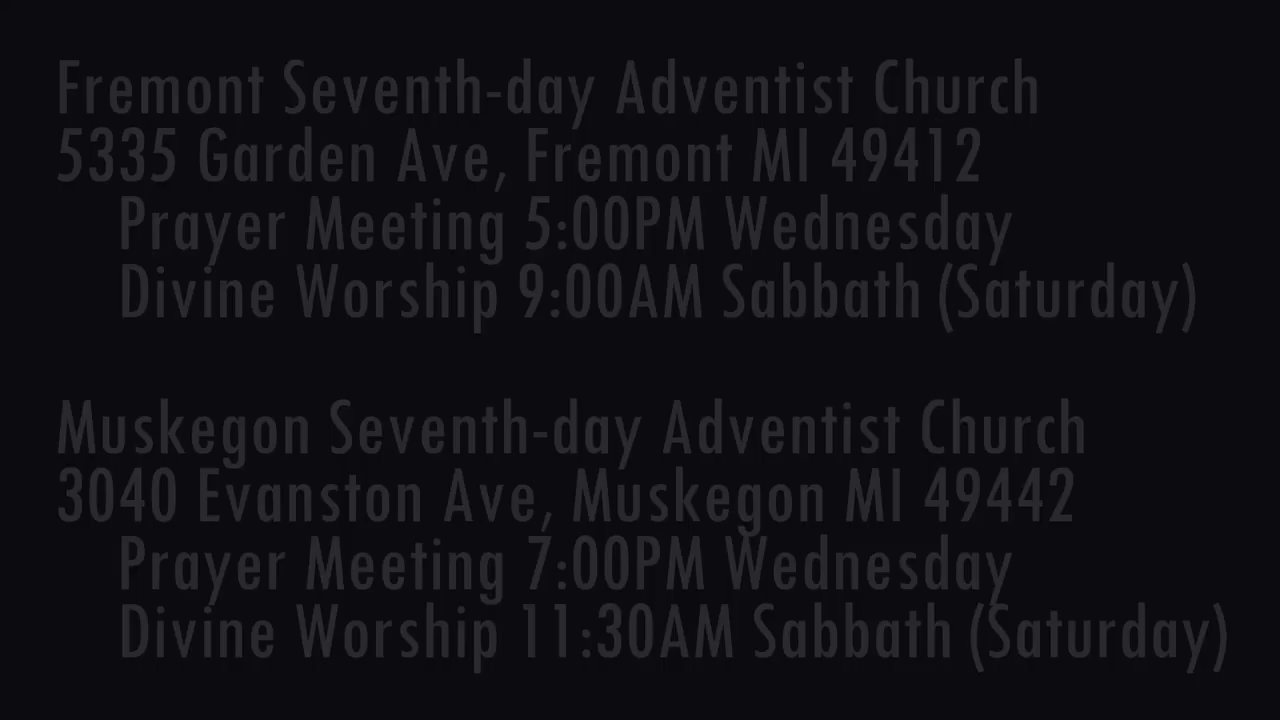 Fremont Seventh-day Adventist Church
5335 Garden Ave, Fremont MI 49412
Prayer Meeting 5:00PM Wednesday
Divine Worship 9:00AM Sabbath (Saturday)
Muskegon Seventh-day Adventist Church
3040 Evanston Ave, Muskegon MI 49442
Prayer Meeting 7:00PM Wednesday
Divine Worship 11:30AM Sabbath (Saturday)